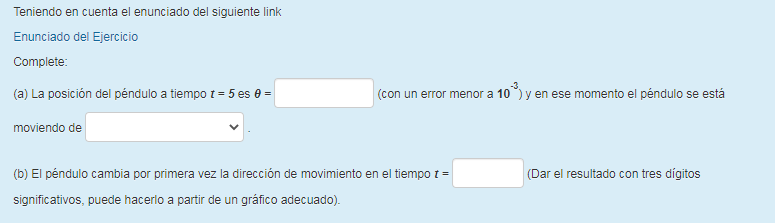 Teniendo en cuenta el enunciado del siguiente link
Enunciado del Ejercicio
Complete:
(a) La posición del péndulo a tiempo t = 5 es θ = (con un error menor a 10⁻³) y en ese momento el péndulo se está
moviendo de .
(b) El péndulo cambia por primera vez la dirección de movimiento en el tiempo t = (Dar el resultado con tres dígitos
significativos, puede hacerlo a partir de un gráfico adecuado).